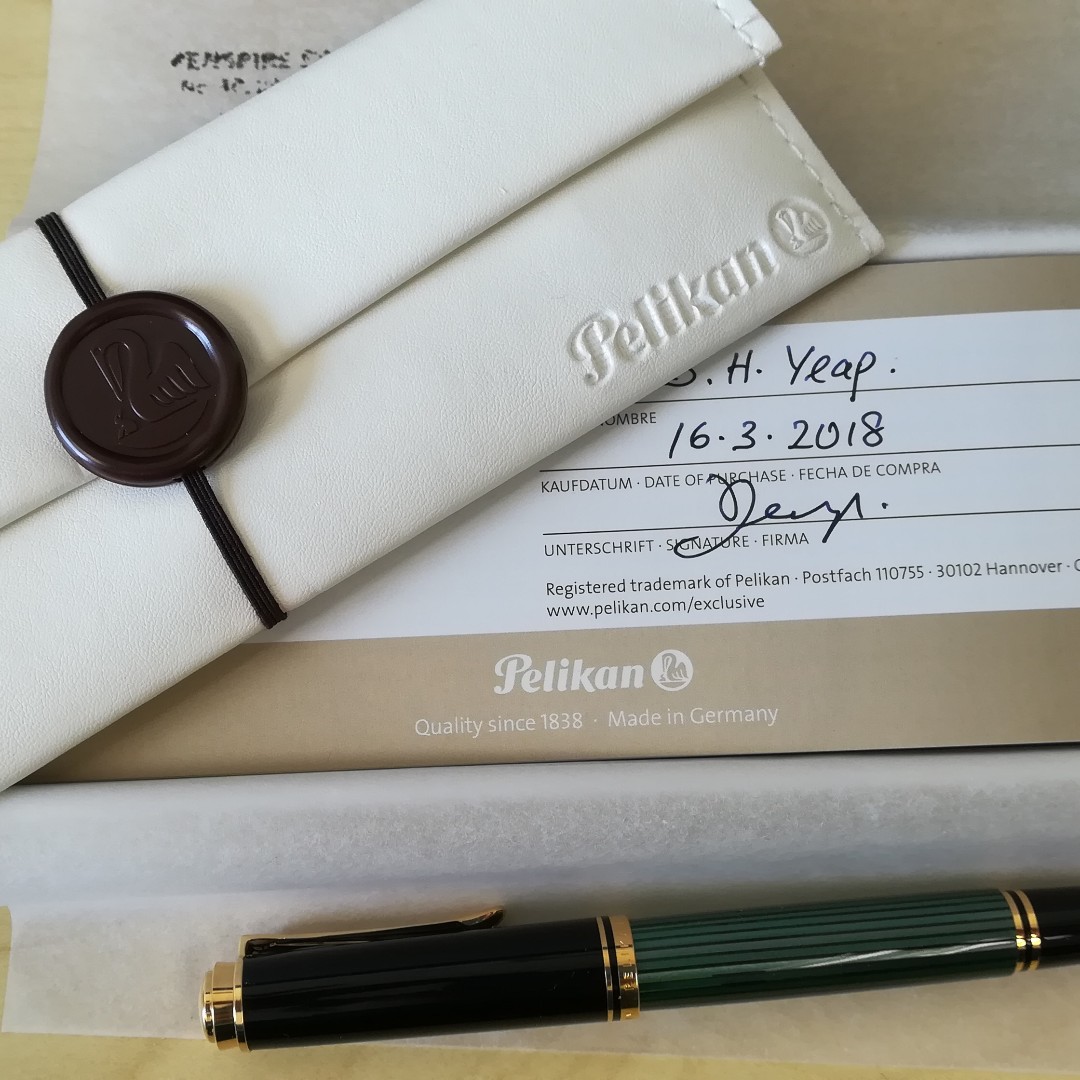 Pelikan
. H. Yeap.
OMBRE
16.3.2018
KAUFDATUM · DATE OF PURCHASE · FECHA DE COMPRA
UNTERSCHRIFT · SIGNATURE · FIRMA
Registered trademark of Pelikan · Postfach 110755 · 30102 Hannover ·
www.pelikan.com/exclusive
Pelikan
Quality since 1838 · Made in Germany